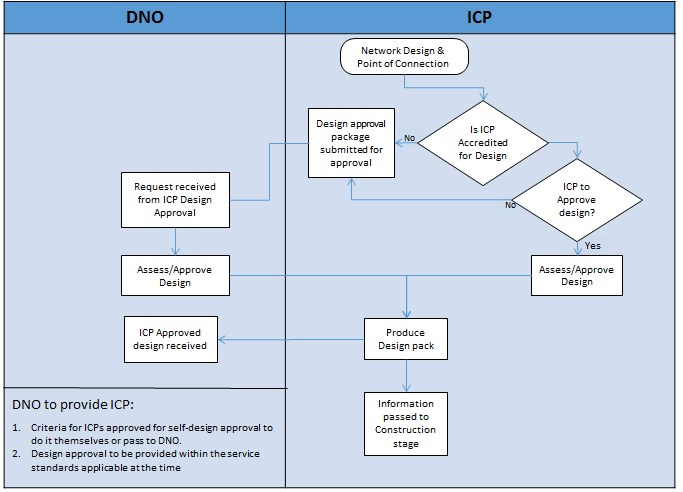 DNO
ICP
Network Design &
Point of Connection
Is ICP
Accredited
for Design
No
Design approval
package
submitted for
approval
Request received
from ICP Design
Approval
ICP to
Approve
design?
No
Yes
Assess/Approve
Design
Assess/Approve
Design
ICP Approved
design received
Produce
Design pack
Information
passed to
Construction
stage
DNO to provide ICP:
1. Criteria for ICPs approved for self-design approval to
do it themselves or pass to DNO.
2. Design approval to be provided within the service
standards applicable at the time